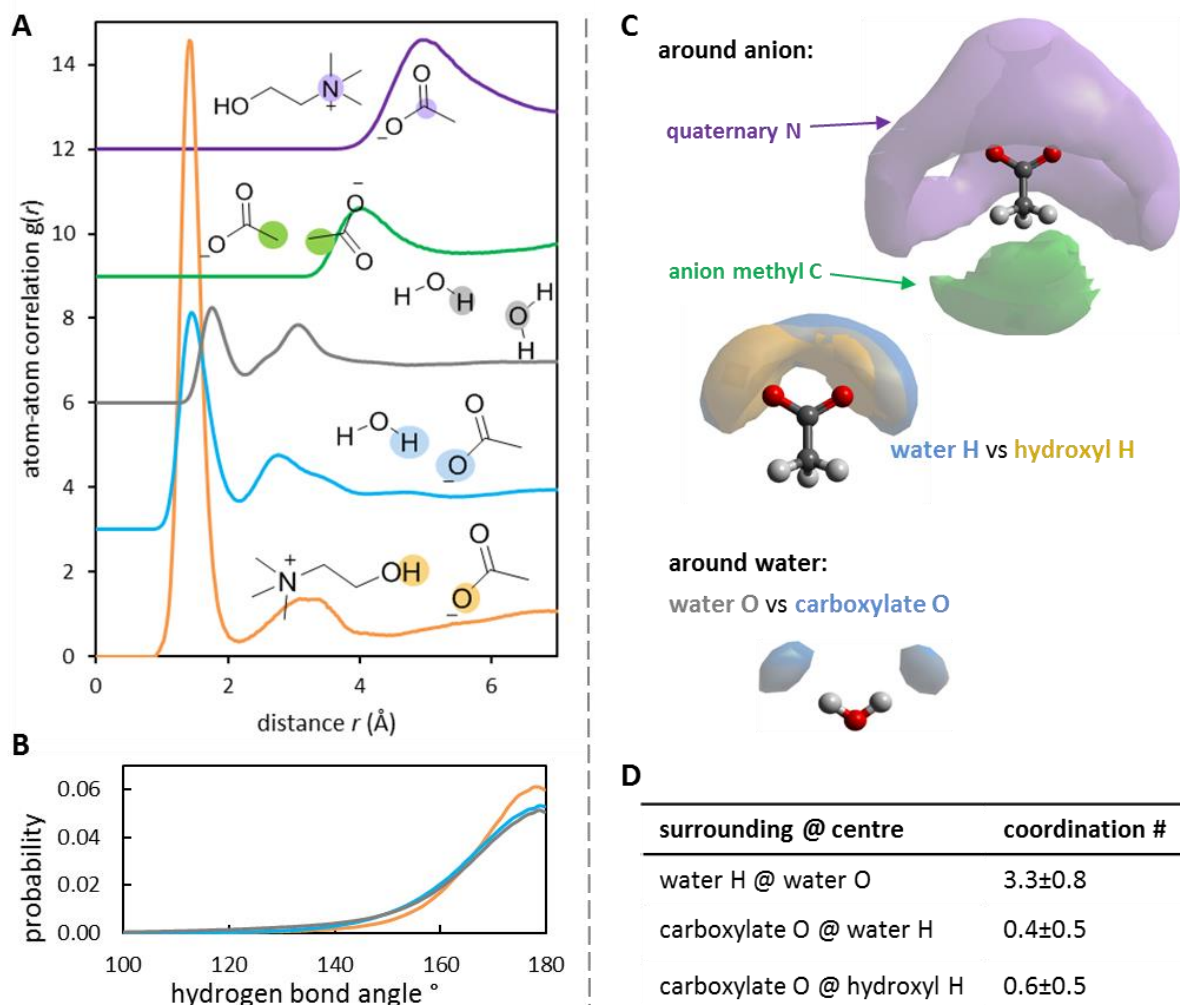 A
atom-atom correlation g(r)
14
12
10
8
6
4
2
0
0 2 4 6
distance r (Å)
HO N +
O
−O
O
−O
O −
O
H O H
H
O
H
H O H
O
O −
+
N OH
O
O −
B
probability
0.06
0.04
0.02
0.00
100 120 140 160 180
hydrogen bond angle °
C
around anion:
quaternary N
anion methyl C
water H vs hydroxyl H
around water:
water O vs carboxylate O
D
surrounding @ centre coordination #
water H @ water O 3.3±0.8
carboxylate O @ water H 0.4±0.5
carboxylate O @ hydroxyl H 0.6±0.5